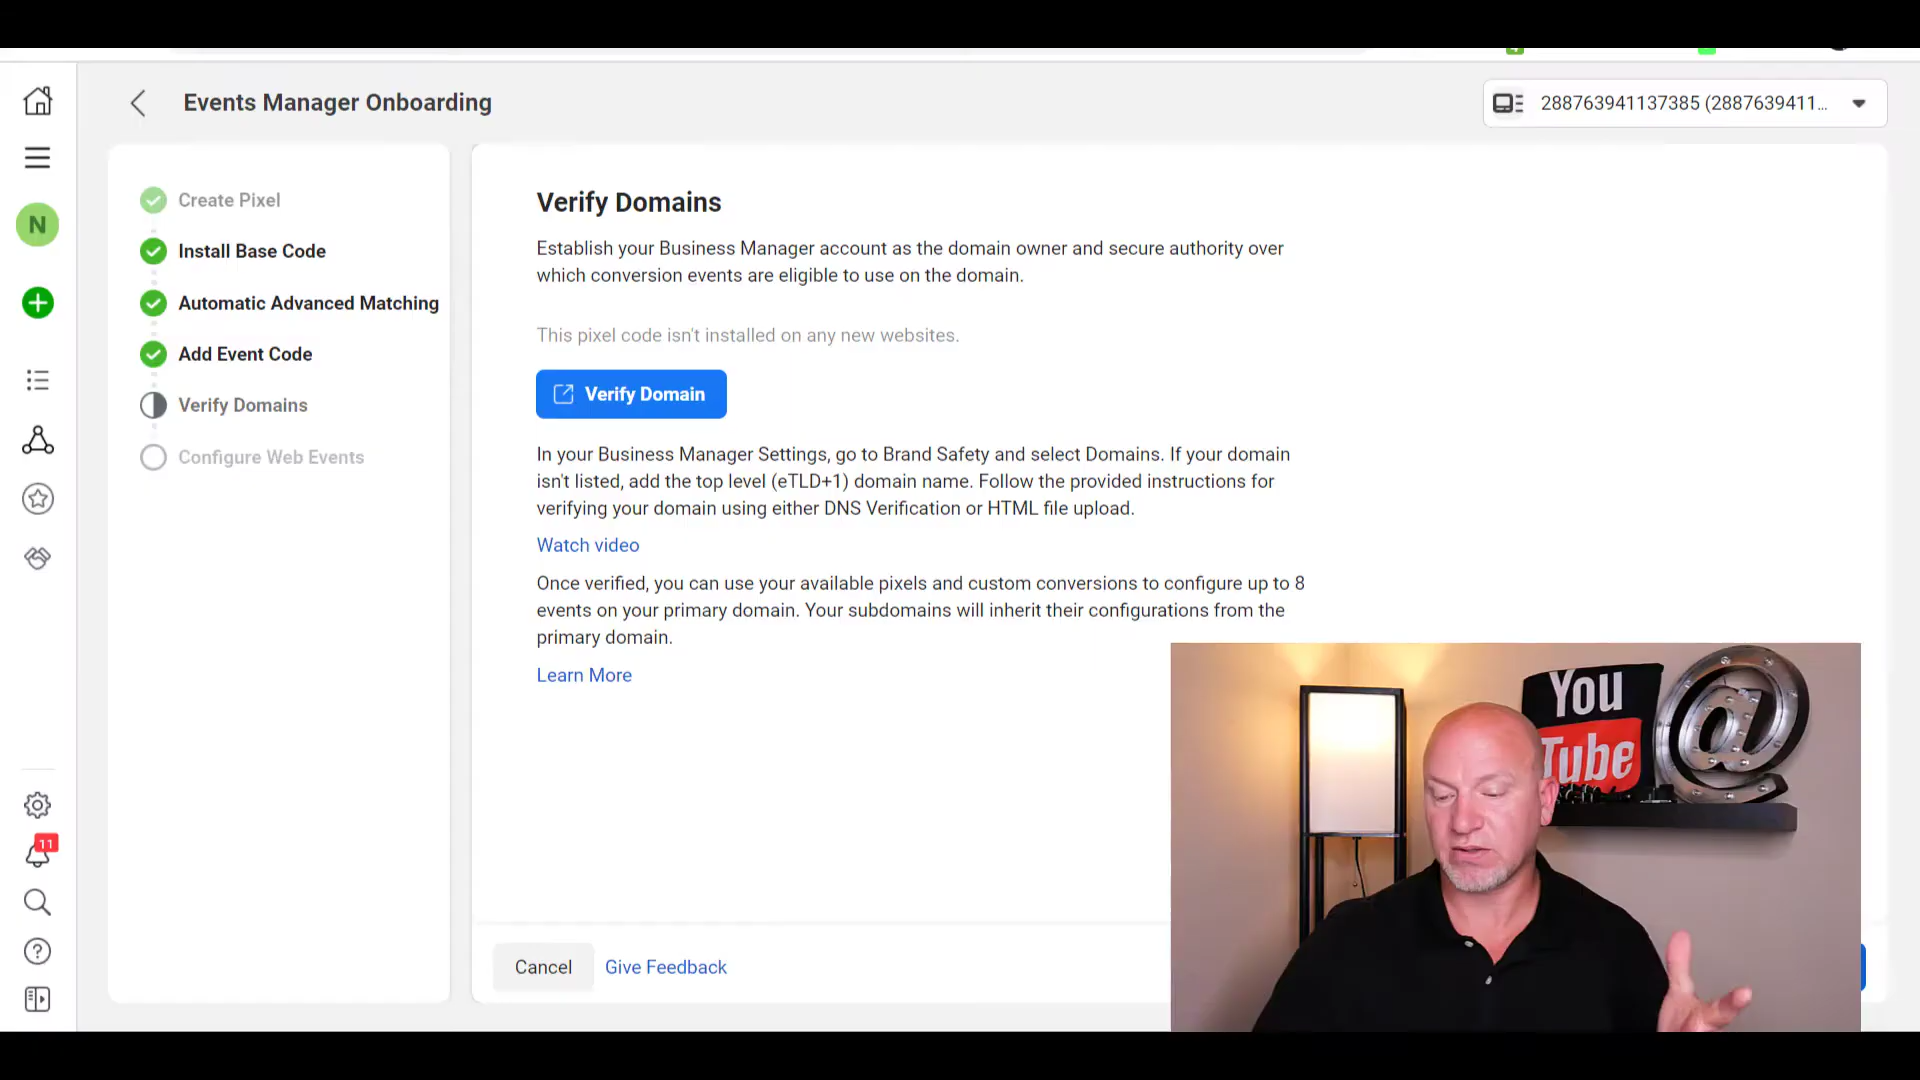 Events Manager Onboarding
288763941137385 (2887639411...
Create Pixel
Install Base Code
Automatic Advanced Matching
Add Event Code
Verify Domains
Configure Web Events
N
11
Verify Domains
Establish your Business Manager account as the domain owner and secure authority over
which conversion events are eligible to use on the domain.
This pixel code isn't installed on any new websites.
Verify Domain
In your Business Manager Settings, go to Brand Safety and select Domains. If your domain
isn't listed, add the top level (eTLD+1) domain name. Follow the provided instructions for
verifying your domain using either DNS Verification or HTML file upload.
Watch video
Once verified, you can use your available pixels and custom conversions to configure up to 8
events on your primary domain. Your subdomains will inherit their configurations from the
primary domain.
Learn More
Cancel
Give Feedback
You
Tube
@